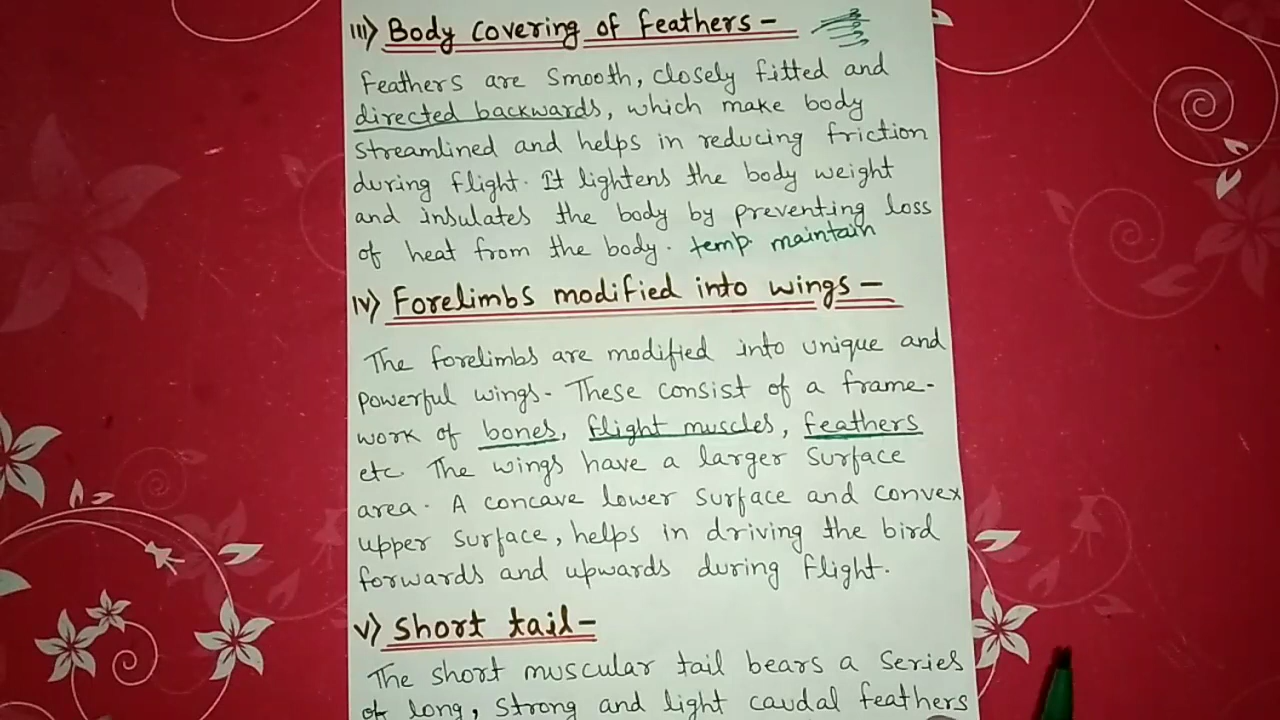 III) Body covering of feathers -
Feathers are smooth, closely fitted and
directed backwards, which make body
streamlined and helps in reducing friction
during flight. It lightens the body weight
and insulates the body by preventing loss
of heat from the body. temp. maintain
IV) Forelimbs modified into wings -
The forelimbs are modified into unique and
powerful wings. These consist of a frame-
work of bones, flight muscles, feathers
etc. The wings have a larger surface
area. A concave lower surface and convex
upper surface, helps in driving the bird
forwards and upwards during flight.
V) Short tail -
The short muscular tail bears a series
of long, strong and light caudal feathers